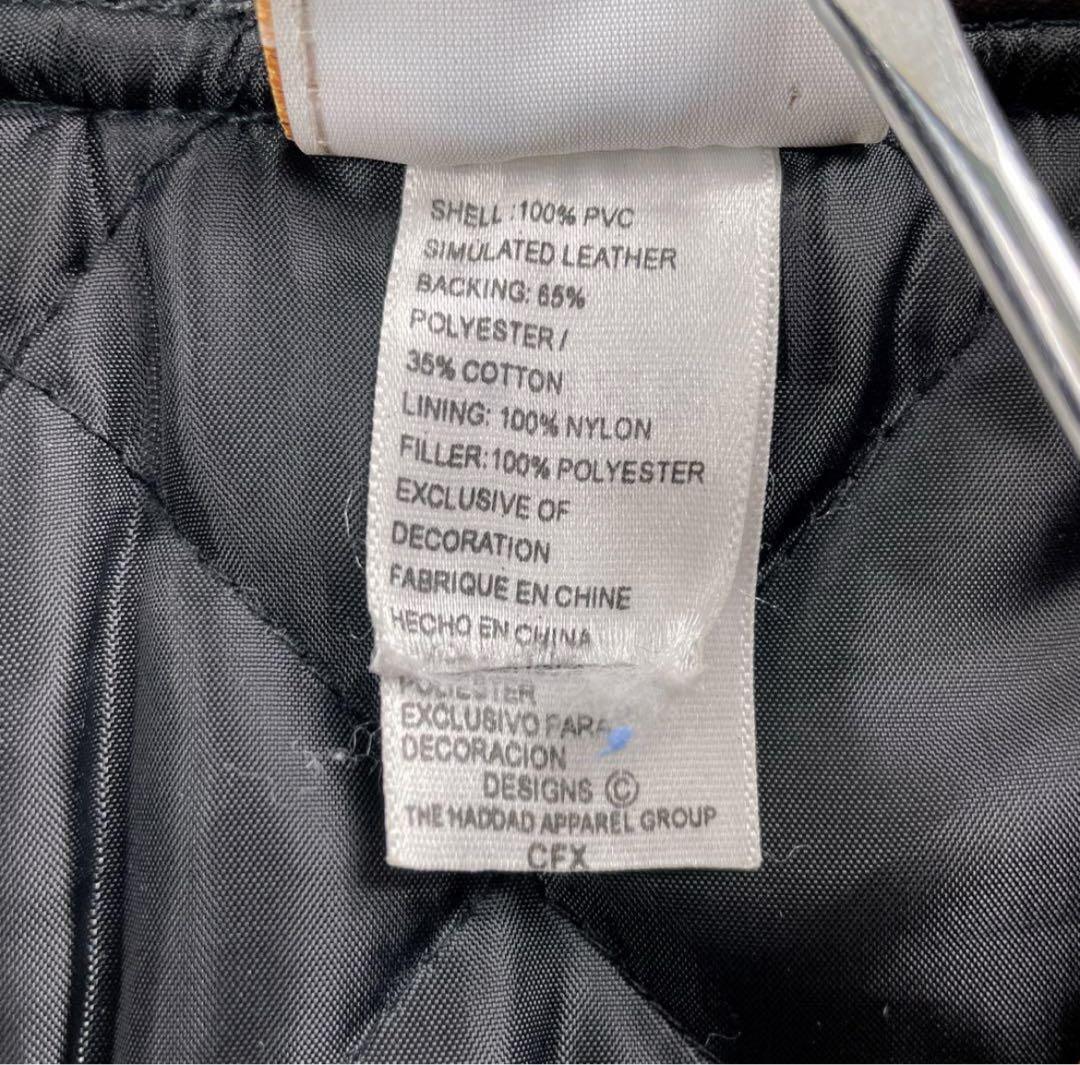 SHELL :100% PVC
SIMULATED LEATHER
BACKING: 65%
POLYESTER /
35% COTTON
LINING: 100% NYLON
FILLER:100% POLYESTER
EXCLUSIVE OF
DECORATION
FABRIQUE EN CHINE
HECHO EN CHINA
POLIESTER
EXCLUSIVO PARA
DECORACION
DESIGNS ©
THE HADDAD APPAREL GROUP
CFX